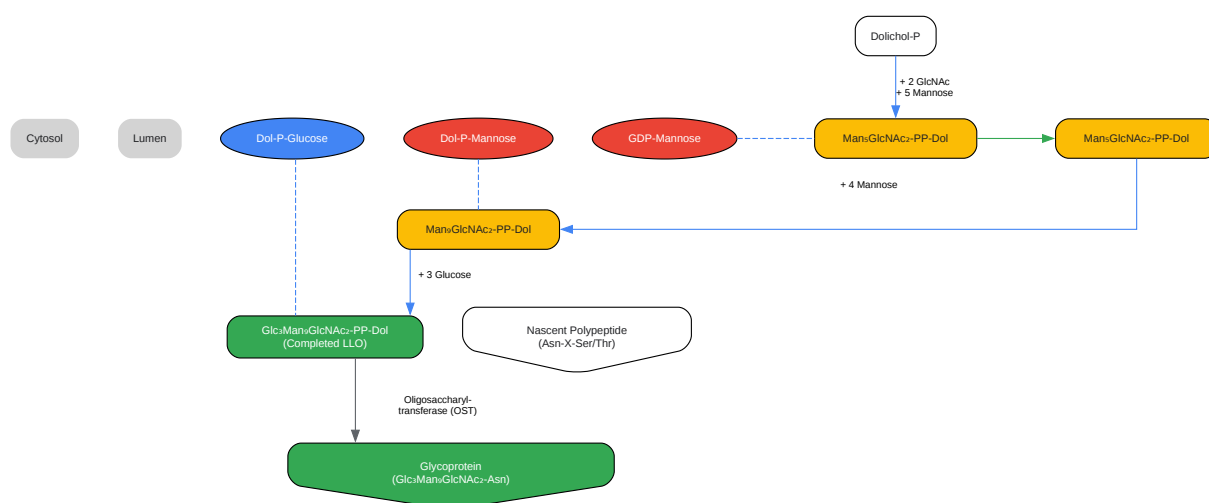 Dolichol-P
+ 2 GlcNAc
+ 5 Mannose
Cytosol
Lumen
Dol-P-Glucose
Dol-P-Mannose
GDP-Mannose
Man₅GlcNAc₂-PP-Dol
Man₅GlcNAc₂-PP-Dol
+ 4 Mannose
Man₉GlcNAc₂-PP-Dol
+ 3 Glucose
Glc₃Man₉GlcNAc₂-PP-Dol
(Completed LLO)
Nascent Polypeptide
(Asn-X-Ser/Thr)
Oligosaccharyl-
transferase (OST)
Glycoprotein
(Glc₃Man₉GlcNAc₂-Asn)